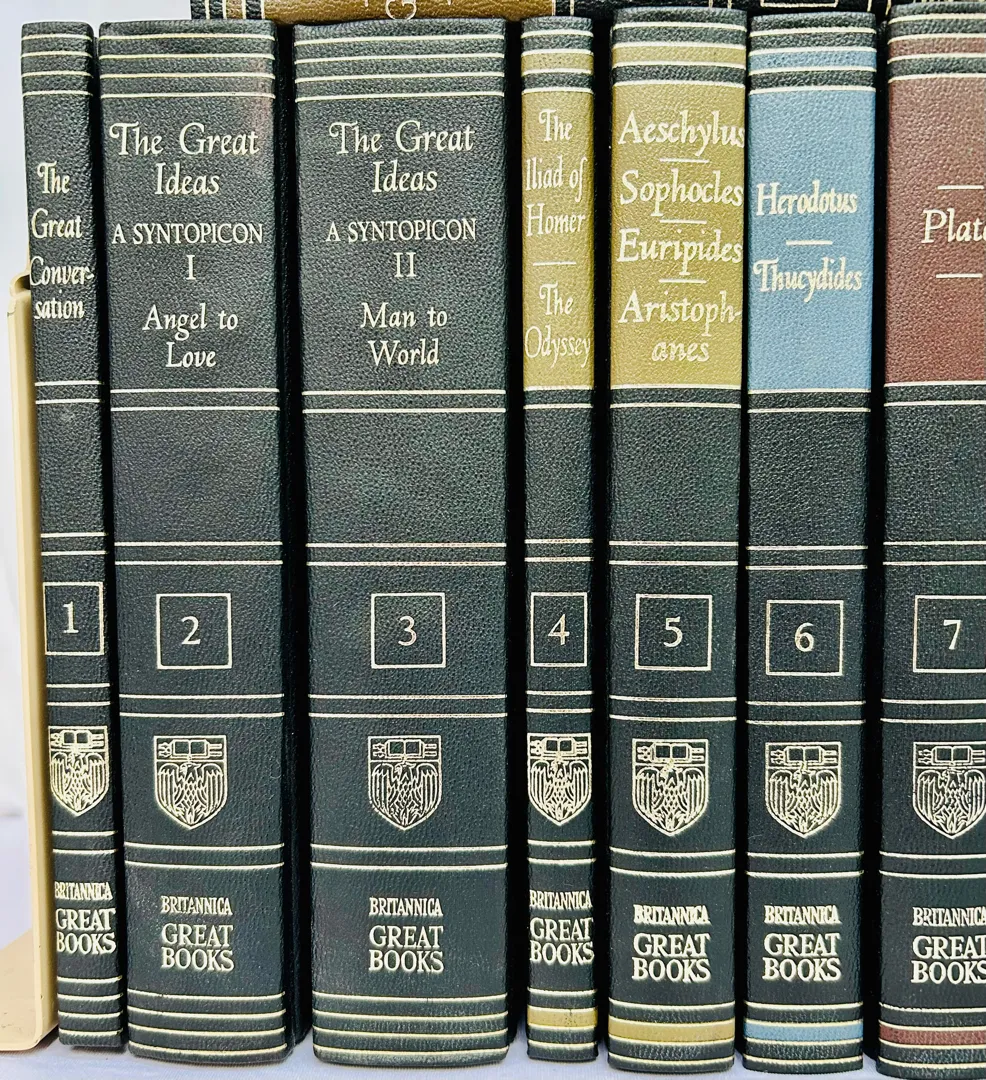 The
Great
Conver-
sation
1
BRITANNICA
GREAT
BOOKS
The Great
Ideas
A SYNTOPICON
I
Angel to
Love
2
BRITANNICA
GREAT
BOOKS
The Great
Ideas
A SYNTOPICON
II
Man to
World
3
BRITANNICA
GREAT
BOOKS
The
Iliad of
Homer
The
Odyssey
4
BRITANNICA
GREAT
BOOKS
Aeschylus
Sophocles
Euripides
Aristoph-
anes
5
BRITANNICA
GREAT
BOOKS
Herodotus
Thucydides
6
BRITANNICA
GREAT
BOOKS
Plato
7
BRITANNICA
GREAT
BOOKS